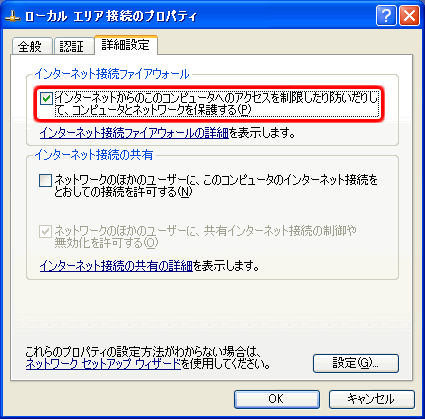 ローカル エリア接続のプロパティ
全般
認証
詳細設定
インターネット接続ファイアウォール
インターネットからのこのコンピュータへのアクセスを制限したり防いだりし
て、コンピュータとネットワークを保護する(P)
インターネット接続ファイアウォールの詳細を表示します。
インターネット接続の共有
ネットワークのほかのユーザーに、このコンピュータのインターネット接続を
とおしての接続を許可する(N)
ネットワークのほかのユーザーに、共有インターネット接続の制御や
無効化を許可する(O)
インターネット接続の共有の詳細を表示します。
これらのプロパティの設定方法がわからない場合は、
ネットワーク セットアップ ウィザードを使用してください。
設定(G)...
OK
キャンセル